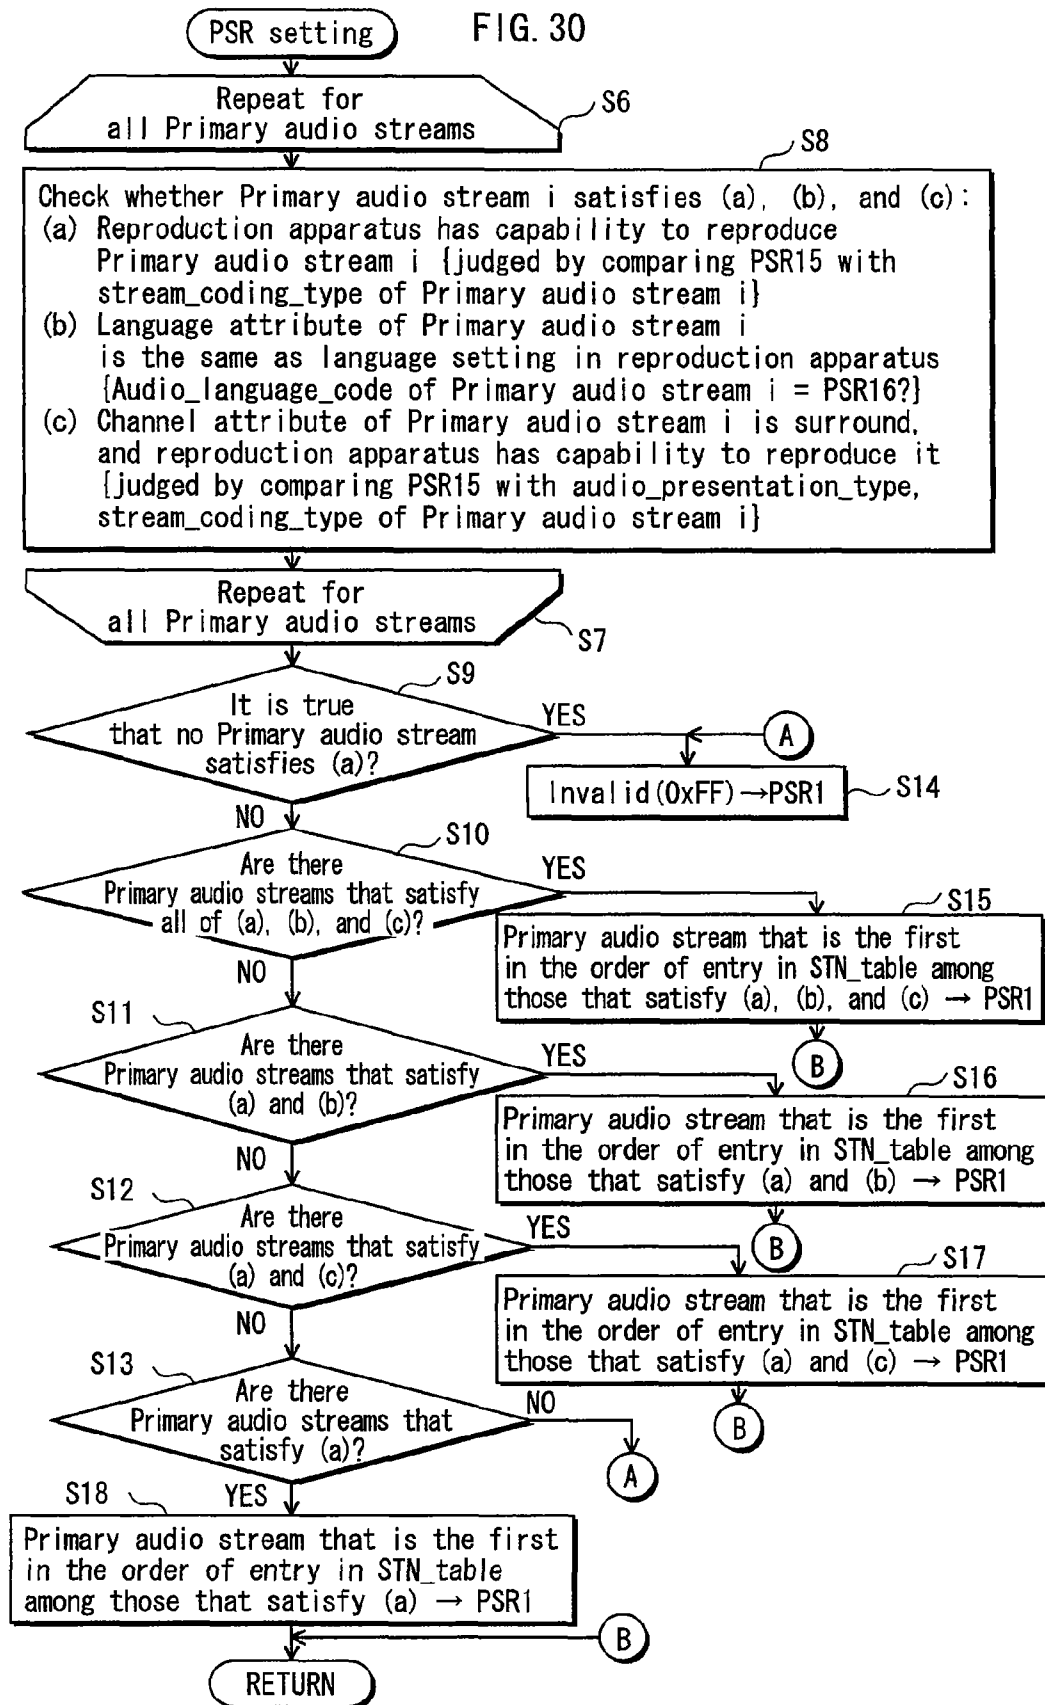 FIG. 30
PSR setting
Repeat for
all Primary audio streams
S6
S8
Check whether Primary audio stream i satisfies (a), (b), and (c):
(a) Reproduction apparatus has capability to reproduce
Primary audio stream i {judged by comparing PSR15 with
stream_coding_type of Primary audio stream i}
(b) Language attribute of Primary audio stream i
is the same as language setting in reproduction apparatus
{Audio_language_code of Primary audio stream i = PSR16?}
(c) Channel attribute of Primary audio stream i is surround,
and reproduction apparatus has capability to reproduce it
{judged by comparing PSR15 with audio_presentation_type,
stream_coding_type of Primary audio stream i}
Repeat for
all Primary audio streams
S7
S9
It is true
that no Primary audio stream
satisfies (a)?
YES
A
Invalid(0xFF)→PSR1
S14
NO
S10
Are there
Primary audio streams that satisfy
all of (a), (b), and (c)?
YES
S15
Primary audio stream that is the first
in the order of entry in STN_table among
those that satisfy (a), (b), and (c) → PSR1
B
NO
S11
Are there
Primary audio streams that satisfy
(a) and (b)?
YES
S16
Primary audio stream that is the first
in the order of entry in STN_table among
those that satisfy (a) and (b) → PSR1
B
NO
S12
Are there
Primary audio streams that satisfy
(a) and (c)?
YES
S17
Primary audio stream that is the first
in the order of entry in STN_table among
those that satisfy (a) and (c) → PSR1
B
NO
S13
Are there
Primary audio streams that
satisfy (a)?
NO
A
YES
S18
Primary audio stream that is the first
in the order of entry in STN_table
among those that satisfy (a) → PSR1
B
RETURN